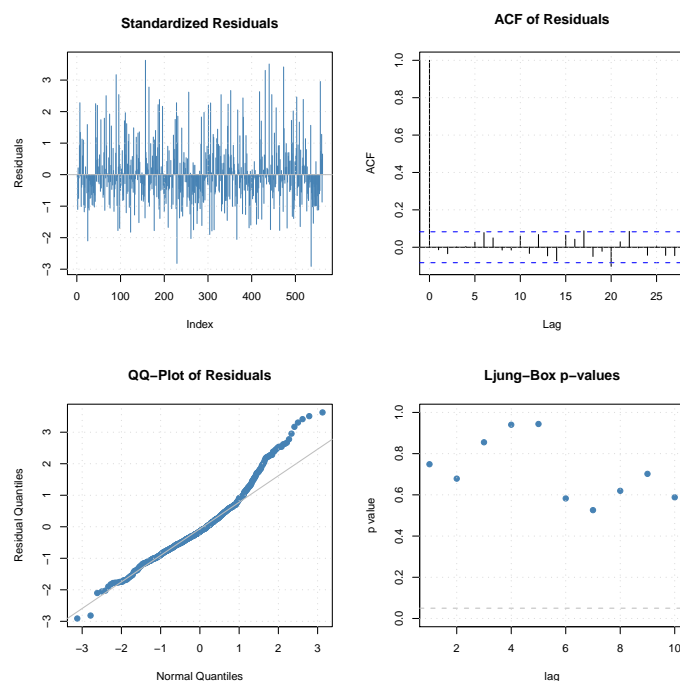 Standardized Residuals
Residuals
3
2
1
0
−1
−2
−3
0 100 200 300 400 500
Index
ACF of Residuals
ACF
1.0
0.8
0.6
0.4
0.2
0.0
0 5 10 15 20 25
Lag
QQ−Plot of Residuals
Residual Quantiles
3
2
1
0
−1
−2
−3
−3 −2 −1 0 1 2 3
Normal Quantiles
Ljung−Box p−values
p value
1.0
0.8
0.6
0.4
0.2
0.0
2 4 6 8 10
lag